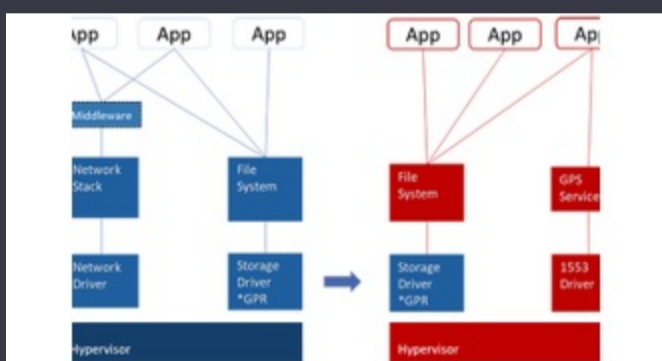 App
App
App
App
App
App
Middleware
Network
Stack
File
System
File
System
GPS
Service
Network
Driver
Storage
Driver
*GPR
Storage
Driver
*GPR
1553
Driver
Hypervisor
Hypervisor